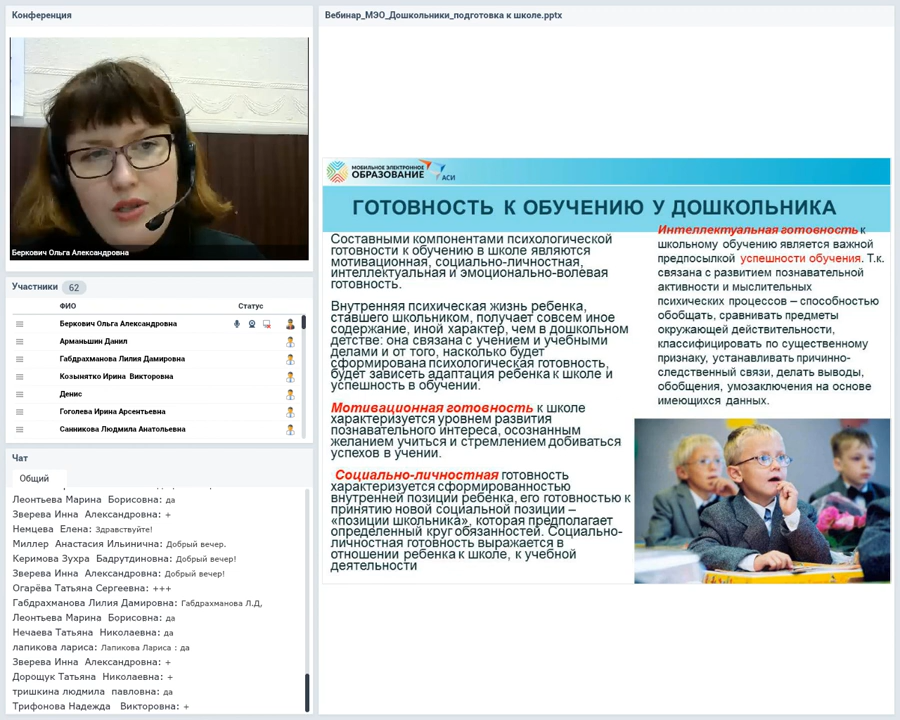 Конференция
Беркович Ольга Александровна
Участники 62
ФИО Статус
Беркович Ольга Александровна
Арманьшин Данил
Габдрахманова Лилия Дамировна
Козынятко Ирина Викторовна
Денис
Гоголева Ирина Арсентьевна
Санникова Людмила Анатольевна
Чат
Общий
Леонтьева Марина Борисовна: да
Зверева Инна Александровна: +
Немцева Елена: Здравствуйте!
Миллер Анастасия Ильинична: Добрый вечер.
Керимова Зухра Бадрутдиновна: Добрый вечер!
Зверева Инна Александровна: Добрый вечер!
Огарёва Татьяна Сергеевна: +++
Габдрахманова Лилия Дамировна: Габдрахманова Л.Д,
Леонтьева Марина Борисовна: да
Нечаева Татьяна Николаевна: да
лапикова лариса: Лапикова Лариса : да
Зверева Инна Александровна: +
Дорощук Татьяна Николаевна: +
тришкина людмила павловна: да
Трифонова Надежда Викторовна: +
Вебинар_МЭО_Дошкольники_подготовка к школе.pptx
МОБИЛЬНОЕ ЭЛЕКТРОННОЕ
ОБРАЗОВАНИЕ
АСИ
ГОТОВНОСТЬ К ОБУЧЕНИЮ У ДОШКОЛЬНИКА
Составными компонентами психологической
готовности к обучению в школе являются
мотивационная, социально-личностная,
интеллектуальная и эмоционально-волевая
готовность.
Внутренняя психическая жизнь ребенка,
ставшего школьником, получает совсем иное
содержание, иной характер, чем в дошкольном
детстве: она связана с учением и учебными
делами и от того, насколько будет
сформирована психологическая готовность,
будет зависеть адаптация ребенка к школе и
успешность в обучении.
Мотивационная готовность к школе
характеризуется уровнем развития
познавательного интереса, осознанным
желанием учиться и стремлением добиваться
успехов в учении.
Социально-личностная готовность
характеризуется сформированностью
внутренней позиции ребенка, его готовностью к
принятию новой социальной позиции –
«позиции школьника», которая предполагает
определенный круг обязанностей. Социально-
личностная готовность выражается в
отношении ребенка к школе, к учебной
деятельности
Интеллектуальная готовность к
школьному обучению является важной
предпосылкой успешности обучения. Т.к.
связана с развитием познавательной
активности и мыслительных
психических процессов – способностью
обобщать, сравнивать предметы
окружающей действительности,
классифицировать по существенному
признаку, устанавливать причинно-
следственный связи, делать выводы,
обобщения, умозаключения на основе
имеющихся данных.